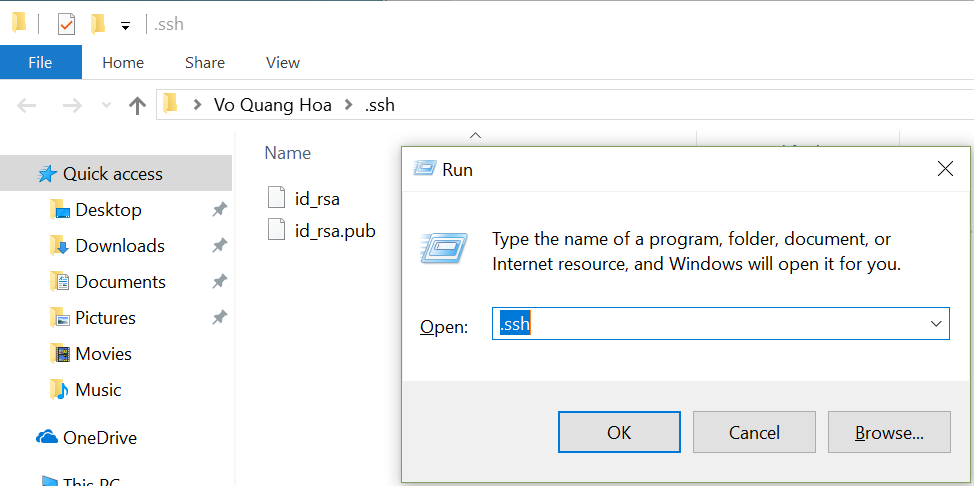 .ssh
File Home Share View
Vo Quang Hoa .ssh
Quick access
Desktop
Downloads
Documents
Pictures
Movies
Music
OneDrive
This PC
Name
id_rsa
id_rsa.pub
Run
Type the name of a program, folder, document, or
Internet resource, and Windows will open it for you.
Open: .ssh
OK Cancel Browse...